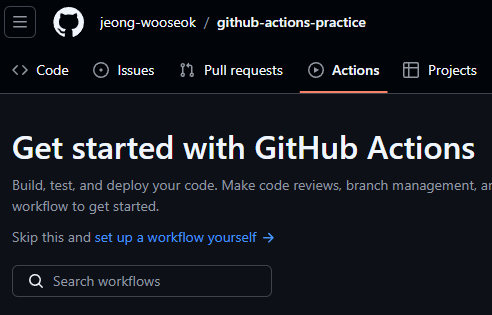 jeong-wooseok / github-actions-practice
Code Issues Pull requests Actions Projects
Get started with GitHub Actions
Build, test, and deploy your code. Make code reviews, branch management,
workflow to get started.
Skip this and set up a workflow yourself →
Search workflows